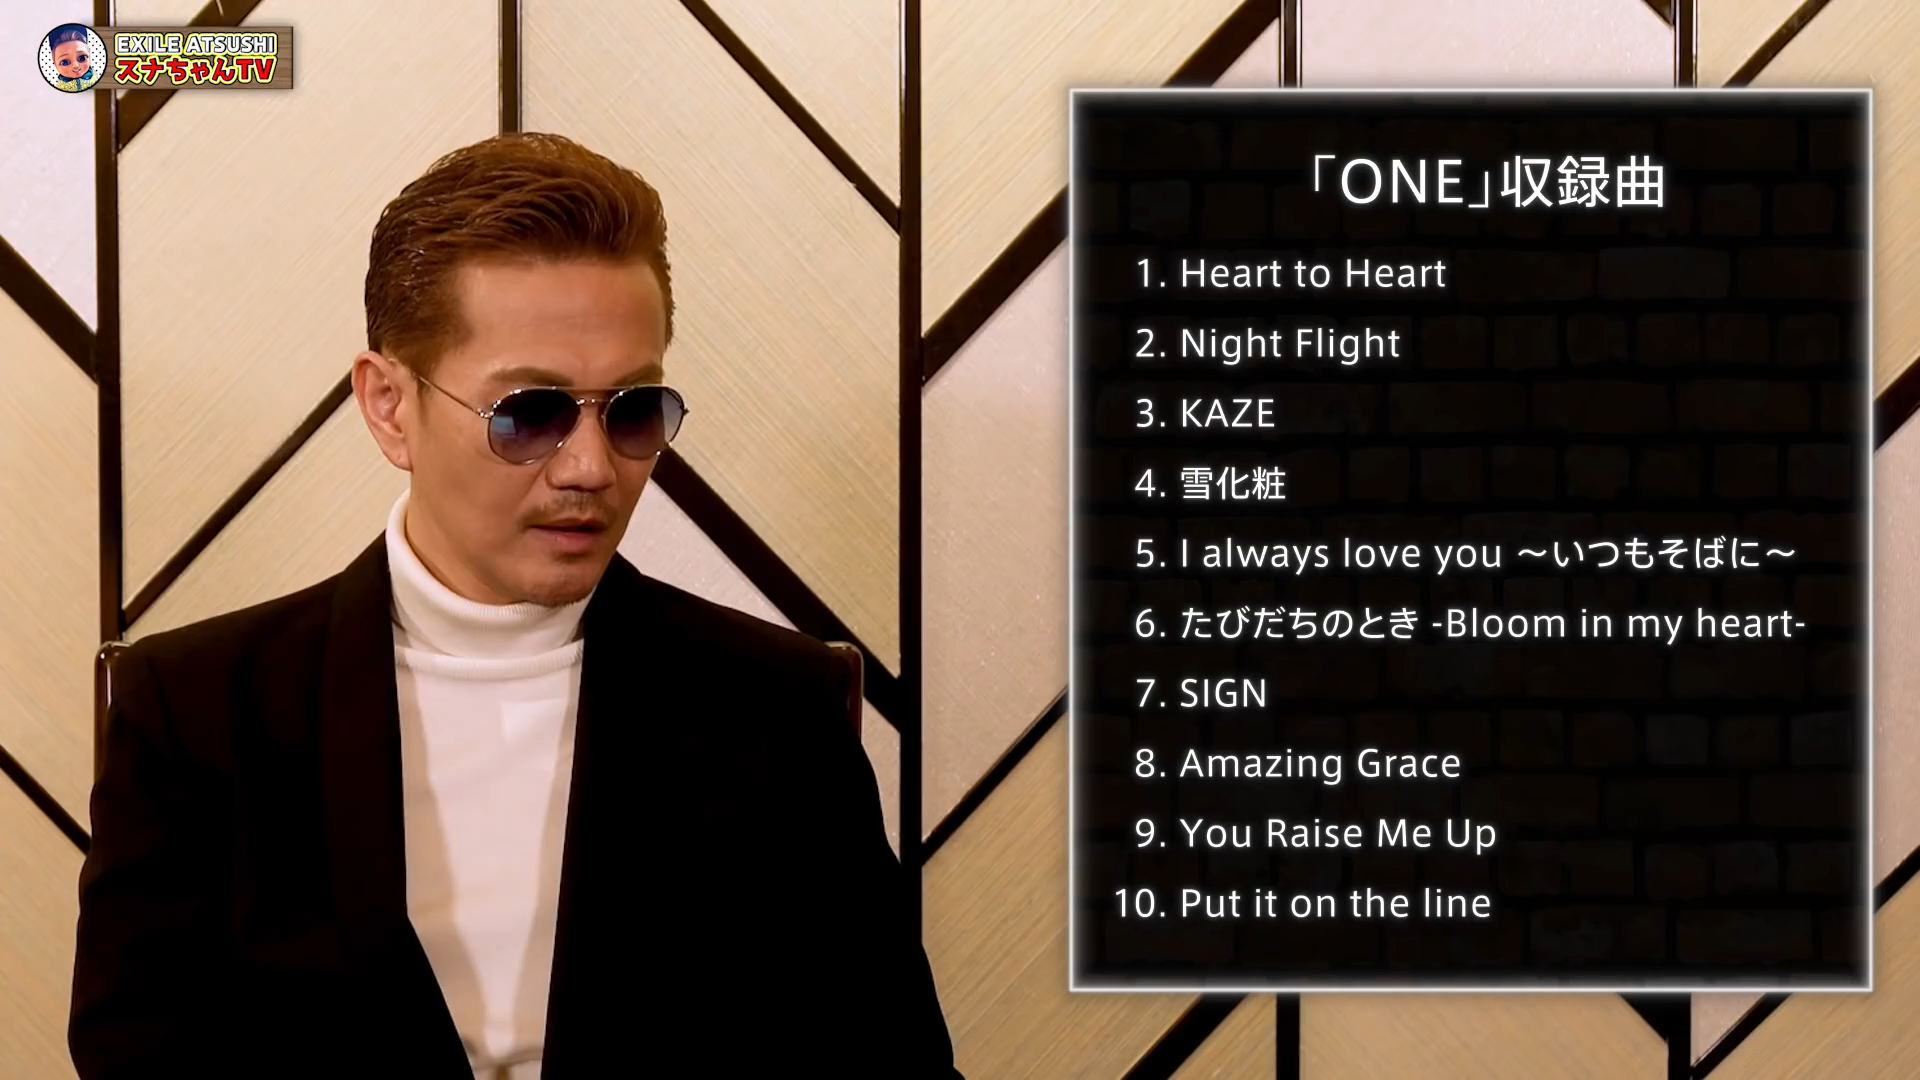 EXILE ATSUSHI
スナちゃんTV
「ONE」収録曲
1. Heart to Heart
2. Night Flight
3. KAZE
4. 雪化粧
5. I always love you ～いつもそばに～
6. たびだちのとき -Bloom in my heart-
7. SIGN
8. Amazing Grace
9. You Raise Me Up
10. Put it on the line